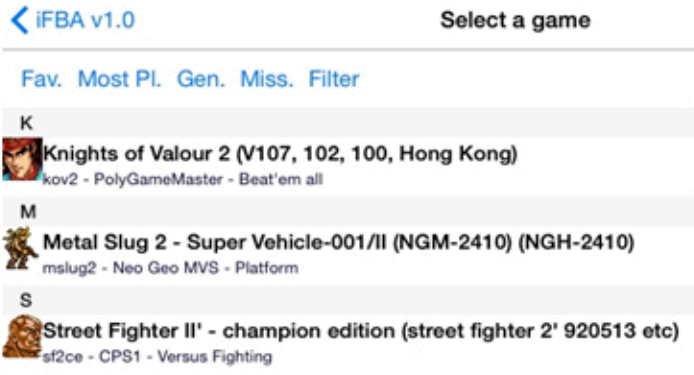 iFBA v1.0 Select a game
Fav. Most Pl. Gen. Miss. Filter
K
Knights of Valour 2 (V107, 102, 100, Hong Kong)
kov2 - PolyGameMaster - Beat'em all
M
Metal Slug 2 - Super Vehicle-001/II (NGM-2410) (NGH-2410)
mslug2 - Neo Geo MVS - Platform
S
Street Fighter II' - champion edition (street fighter 2' 920513 etc)
sf2ce - CPS1 - Versus Fighting